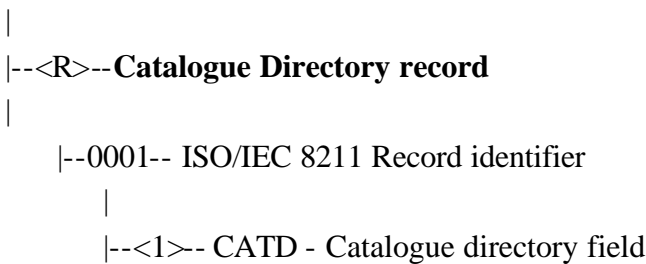 |
|--<R>--Catalogue Directory record
|
|--0001-- ISO/IEC 8211 Record identifier
|
|--<1>-- CATD - Catalogue directory field